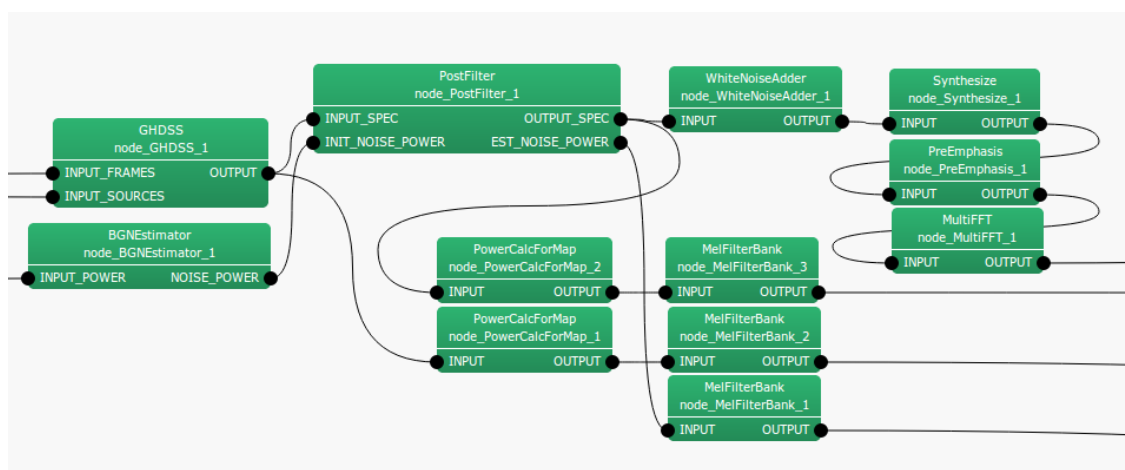 GHDSS
node_GHDSS_1
INPUT_FRAMES OUTPUT
INPUT_SOURCES
BGNEstimator
node_BGNEstimator_1
INPUT_POWER NOISE_POWER
PostFilter
node_PostFilter_1
INPUT_SPEC OUTPUT_SPEC
INIT_NOISE_POWER EST_NOISE_POWER
PowerCalcForMap
node_PowerCalcForMap_2
INPUT OUTPUT
PowerCalcForMap
node_PowerCalcForMap_1
INPUT OUTPUT
WhiteNoiseAdder
node_WhiteNoiseAdder_1
INPUT OUTPUT
MelFilterBank
node_MelFilterBank_3
INPUT OUTPUT
MelFilterBank
node_MelFilterBank_2
INPUT OUTPUT
MelFilterBank
node_MelFilterBank_1
INPUT OUTPUT
Synthesize
node_Synthesize_1
INPUT OUTPUT
PreEmphasis
node_PreEmphasis_1
INPUT OUTPUT
MultiFFT
node_MultiFFT_1
INPUT OUTPUT